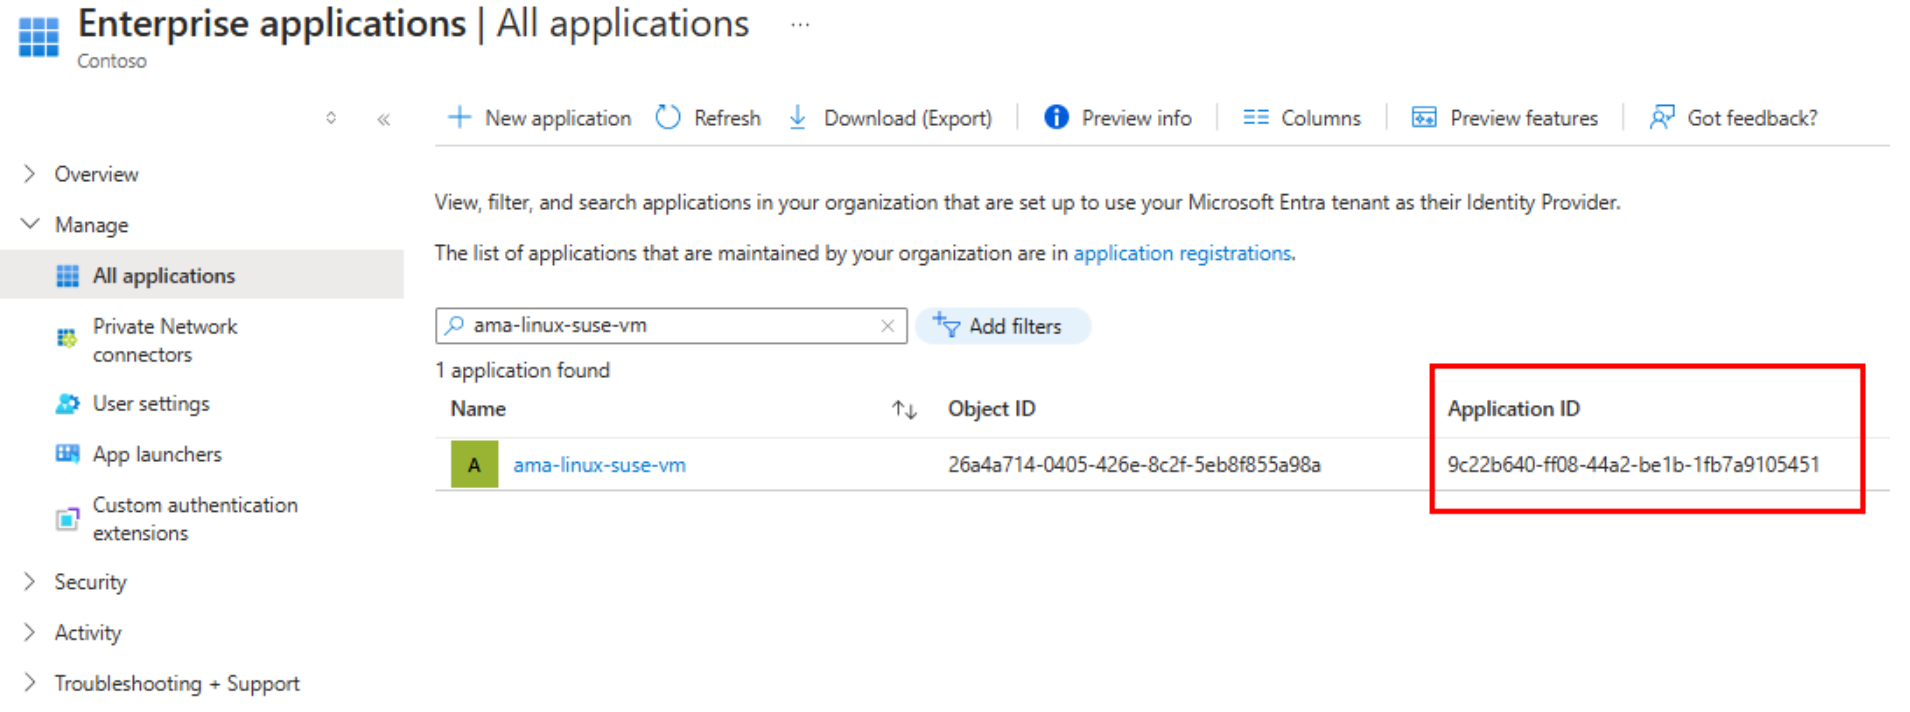 Enterprise applications | All applications ...
Contoso
New application Refresh Download (Export) Preview info Columns Preview features Got feedback?
Overview
Manage
All applications
Private Network
connectors
User settings
App launchers
Custom authentication
extensions
Security
Activity
Troubleshooting + Support
View, filter, and search applications in your organization that are set up to use your Microsoft Entra tenant as their Identity Provider.
The list of applications that are maintained by your organization are in application registrations.
ama-linux-suse-vm Add filters
1 application found
Name Object ID Application ID
A ama-linux-suse-vm 26a4a714-0405-426e-8c2f-5eb8f855a98a 9c22b640-ff08-44a2-be1b-1fb7a9105451